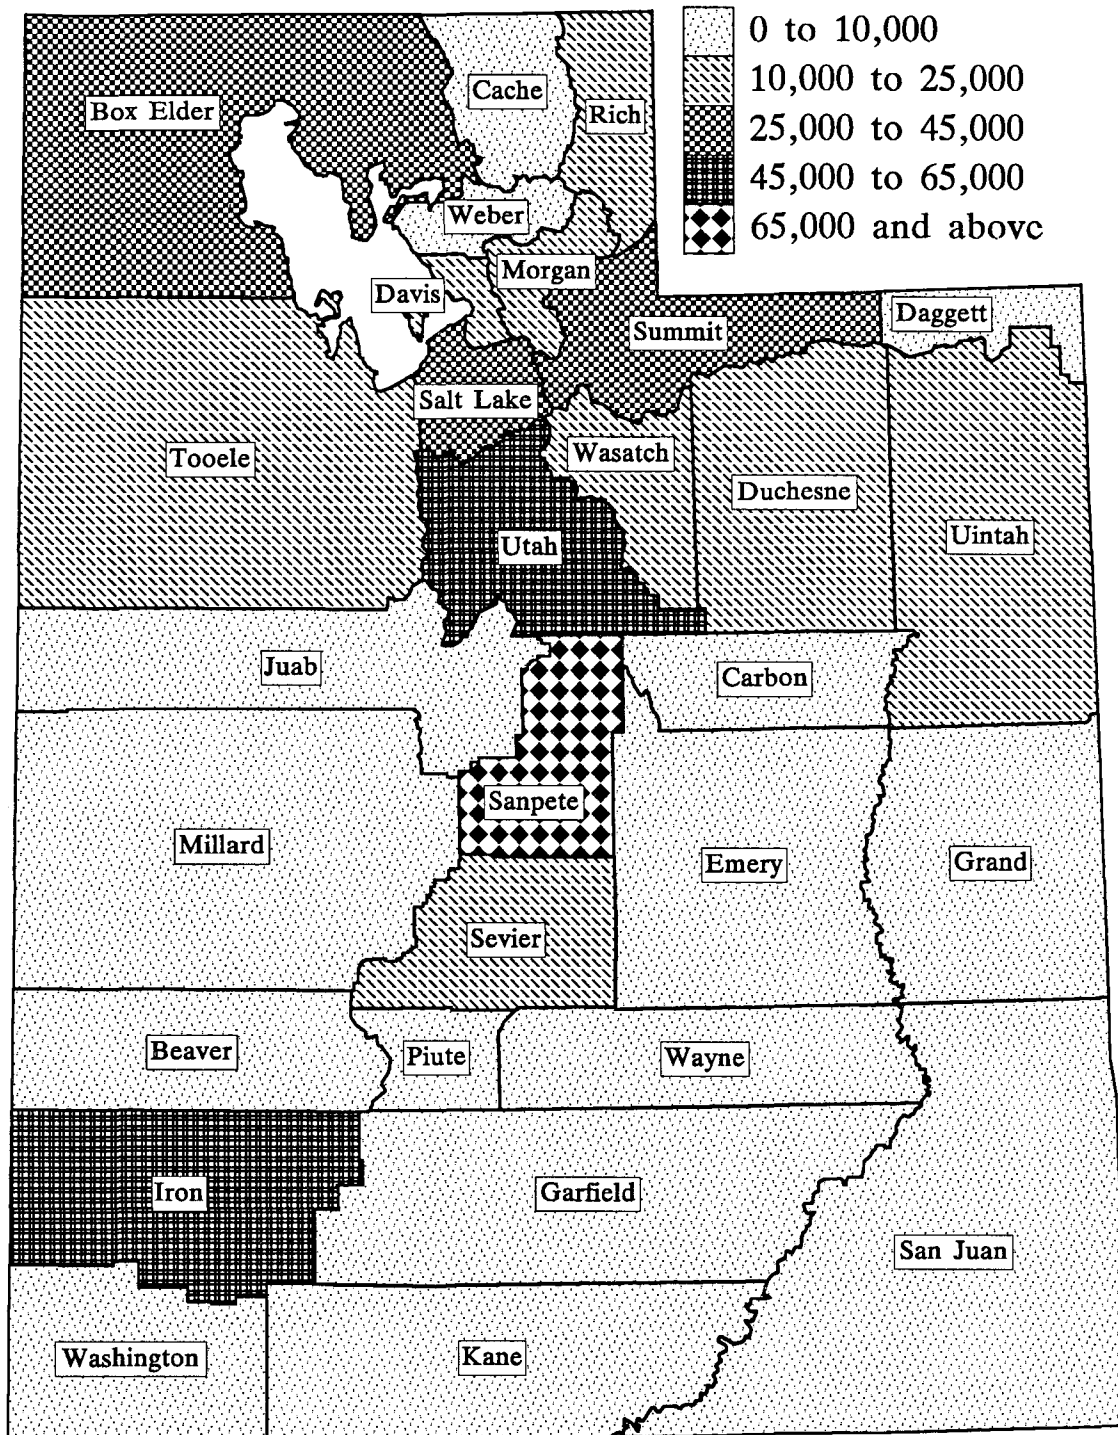 0 to 10,000
10,000 to 25,000
25,000 to 45,000
45,000 to 65,000
65,000 and above
Cache
Box Elder
Rich
Weber
Morgan
Davis
Daggett
Summit
Salt Lake
Wasatch
Tooele
Duchesne
Uintah
Utah
Juab
Carbon
Sanpete
Millard
Emery
Grand
Sevier
Beaver
Piute
Wayne
Iron
Garfield
San Juan
Washington
Kane